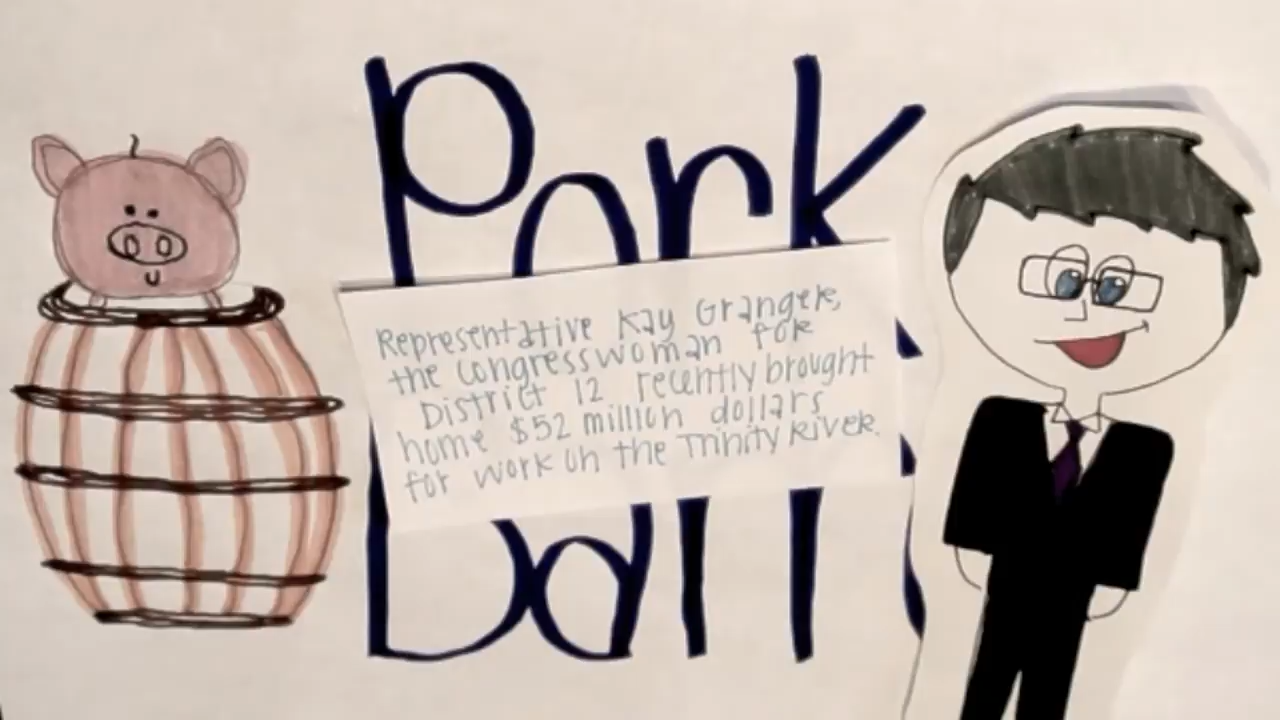 Pork
Representative Kay Granger,
the congresswoman for
District 12 recently brought
home $52 million dollars
for work on the Trinity River.